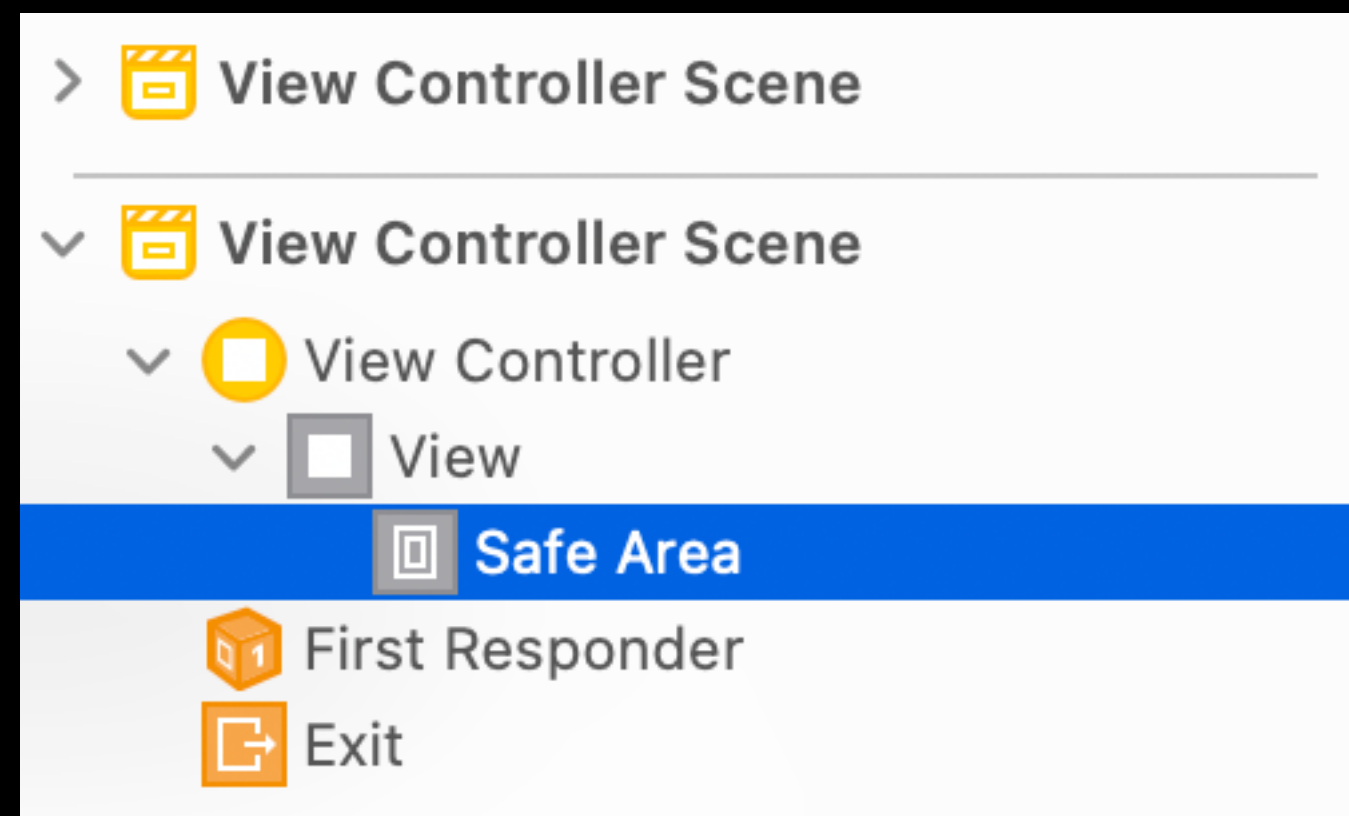 View Controller Scene
View Controller Scene
View Controller
View
Safe Area
First Responder
Exit